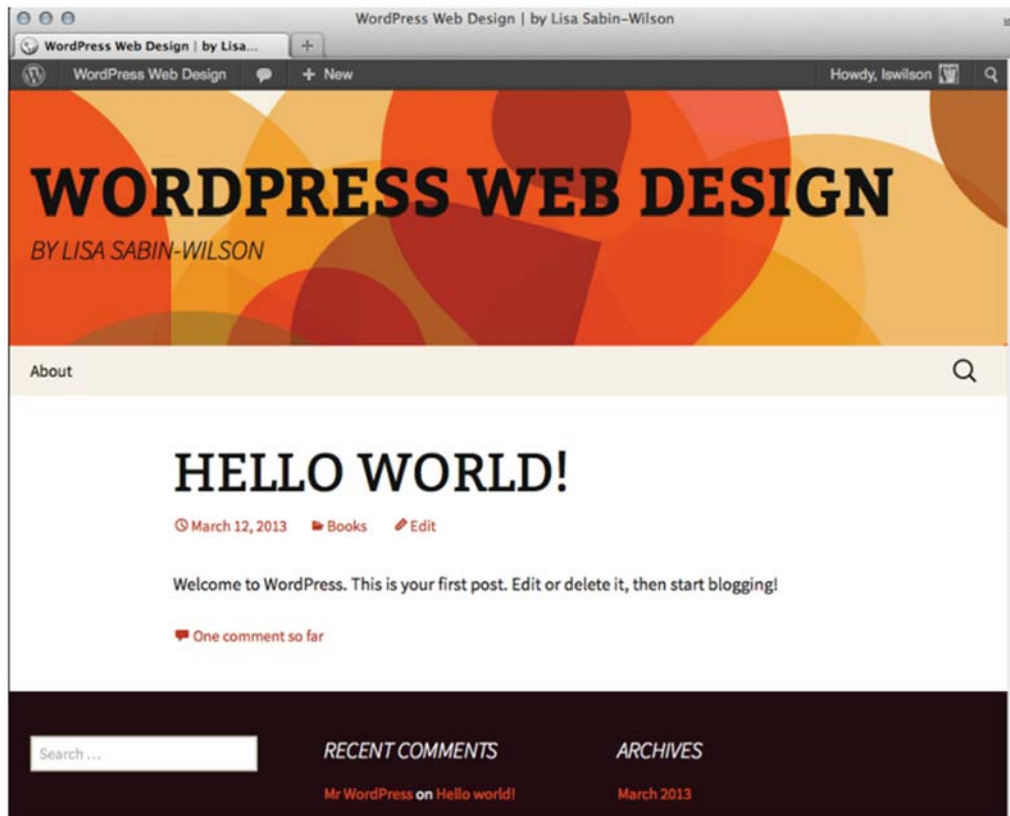 WordPress Web Design | by Lisa Sabin-Wilson
WordPress Web Design | by Lisa...
WordPress Web Design + New Howdy, lswilson
WORDPRESS WEB DESIGN
BY LISA SABIN-WILSON
About
HELLO WORLD!
March 12, 2013 Books Edit
Welcome to WordPress. This is your first post. Edit or delete it, then start blogging!
One comment so far
Search ... RECENT COMMENTS ARCHIVES
Mr WordPress on Hello world! March 2013